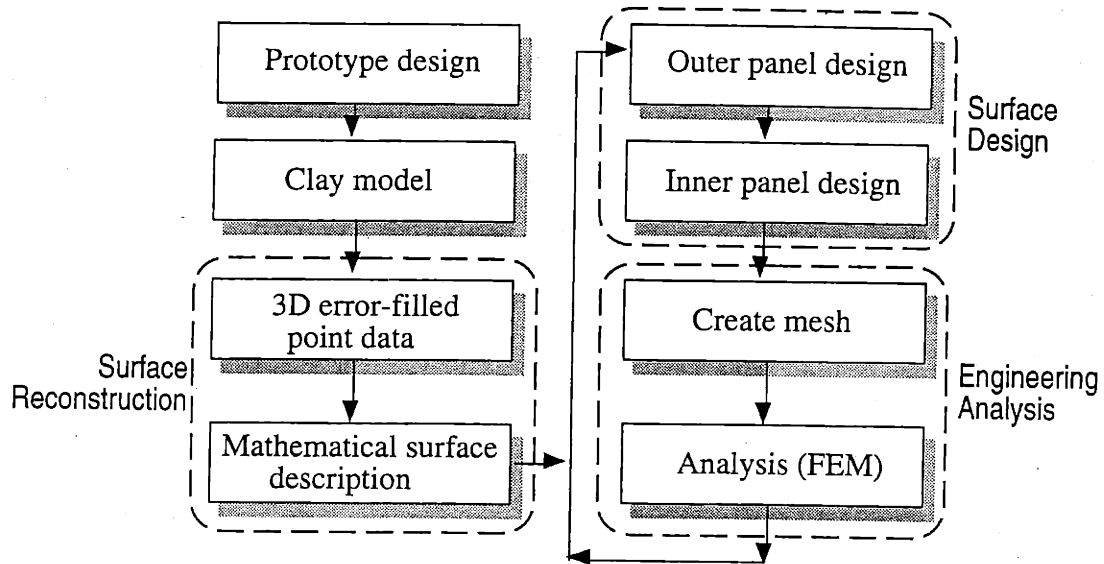 Prototype design
Clay model
3D error-filled
point data
Mathematical surface
description
Surface
Reconstruction
Outer panel design
Inner panel design
Surface
Design
Create mesh
Analysis (FEM)
Engineering
Analysis